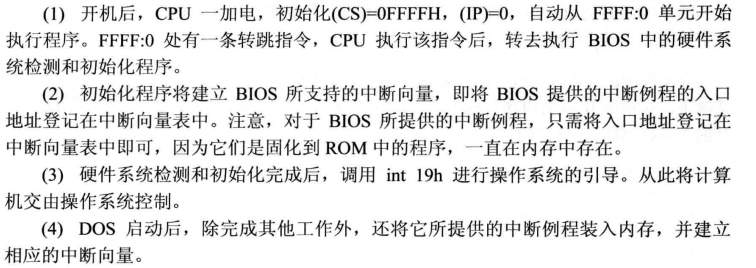 (1) 开机后，CPU 一加电，初始化(CS)=0FFFFH，(IP)=0，自动从 FFFF:0 单元开始
执行程序。FFFF:0 处有一条转跳指令，CPU 执行该指令后，转去执行 BIOS 中的硬件系
统检测和初始化程序。
(2) 初始化程序将建立 BIOS 所支持的中断向量，即将 BIOS 提供的中断例程的入口
地址登记在中断向量表中。注意，对于 BIOS 所提供的中断例程，只需将入口地址登记在
中断向量表中即可，因为它们是固化到 ROM 中的程序，一直在内存中存在。
(3) 硬件系统检测和初始化完成后，调用 int 19h 进行操作系统的引导。从此将计算
机交由操作系统控制。
(4) DOS 启动后，除完成其他工作外，还将它所提供的中断例程装入内存，并建立
相应的中断向量。